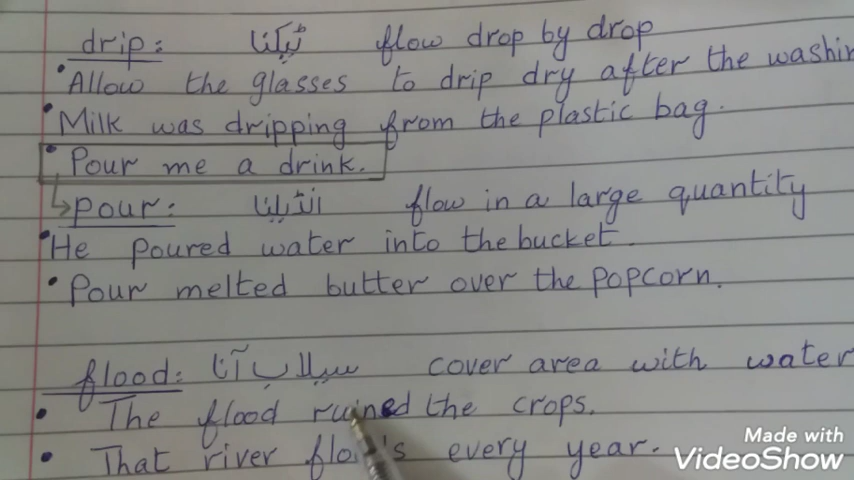 drip: ٹپکنا flow drop by drop
• Allow the glasses to drip dry after the washin
• Milk was dripping from the plastic bag.
• Pour me a drink.
↳ pour: انڈیلنا flow in a large quantity
• He poured water into the bucket.
• Pour melted butter over the popcorn.
flood: سیلاب آنا cover area with water
• The flood ruined the crops.
• That river every year.
Made with
VideoShow